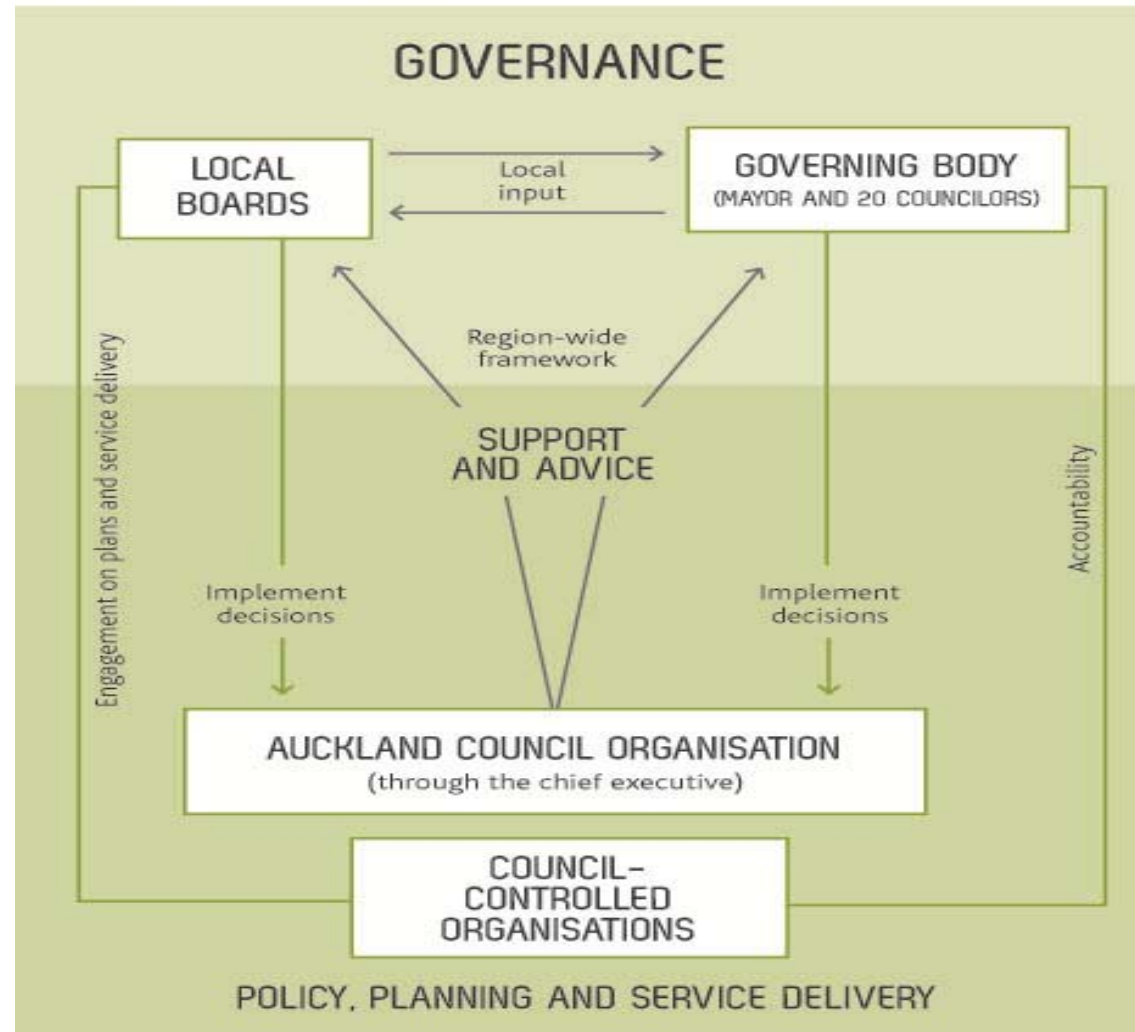 GOVERNANCE
LOCAL
BOARDS
Local
input
GOVERNING BODY
(MAYOR AND 20 COUNCILORS)
Region-wide
framework
Engagement on plans and service delivery
SUPPORT
AND ADVICE
Accountability
Implement
decisions
Implement
decisions
AUCKLAND COUNCIL ORGANISATION
(through the chief executive)
COUNCIL-
CONTROLLED
ORGANISATIONS
POLICY, PLANNING AND SERVICE DELIVERY